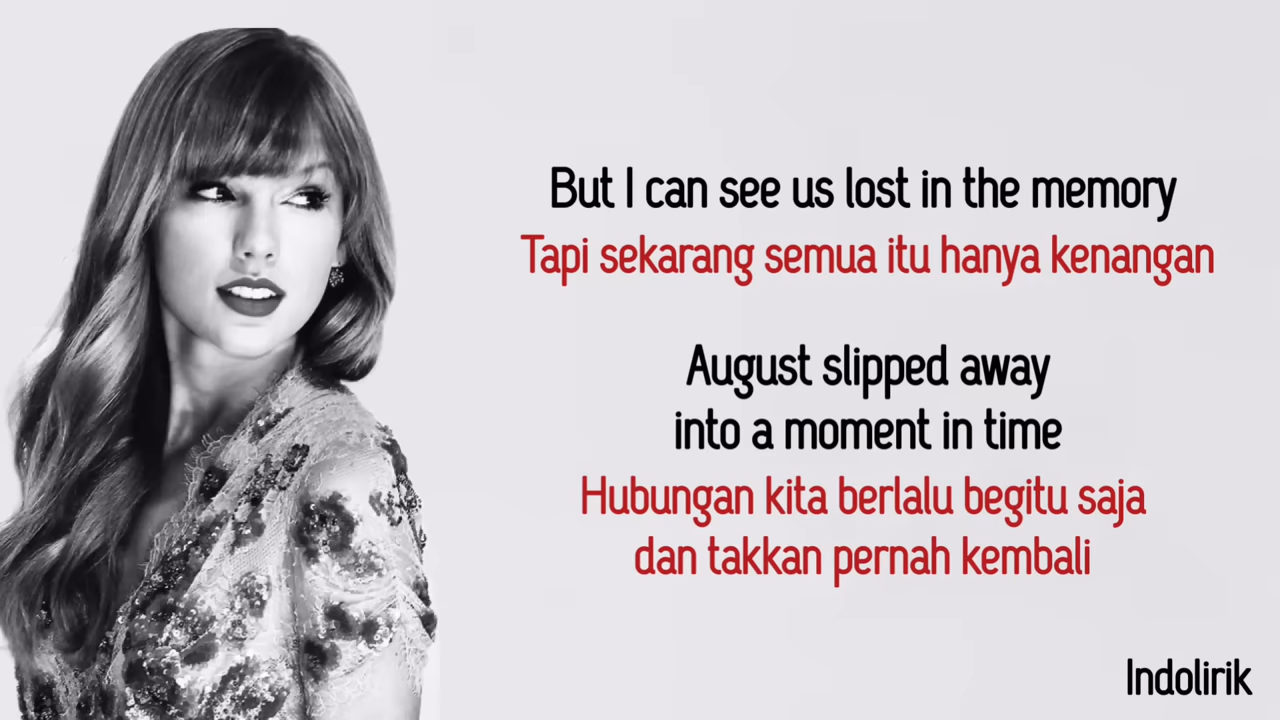 But I can see us lost in the memory
Tapi sekarang semua itu hanya kenangan
August slipped away
into a moment in time
Hubungan kita berlalu begitu saja
dan takkan pernah kembali
Indolirik